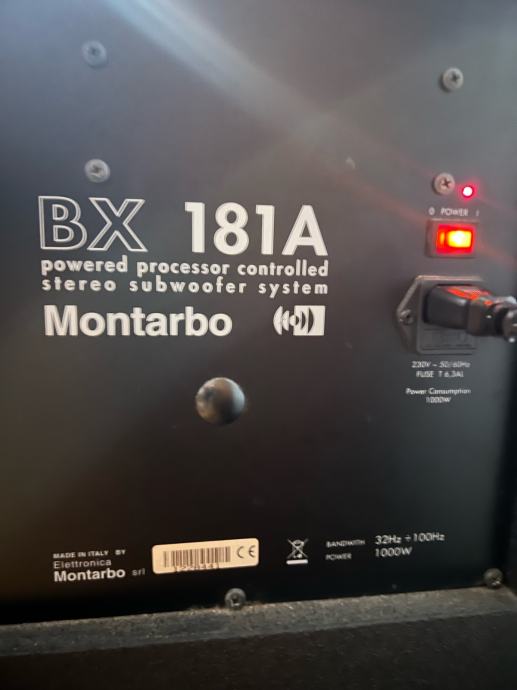 0 POWER I
BX 181A
powered processor controlled
stereo subwoofer system
Montarbo
230V ~ 50/60Hz
FUSE T 6,3AL
Power Consumption
1000W
MADE IN ITALY BY
Elettronica
Montarbo srl
CE
BANDWITH 32Hz ÷ 100Hz
POWER 1000W